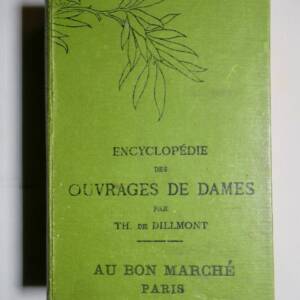 ENCYCLOPÉDIE
DES
OUVRAGES DE DAMES
PAR
TH. DE DILLMONT
AU BON MARCHÉ
PARIS